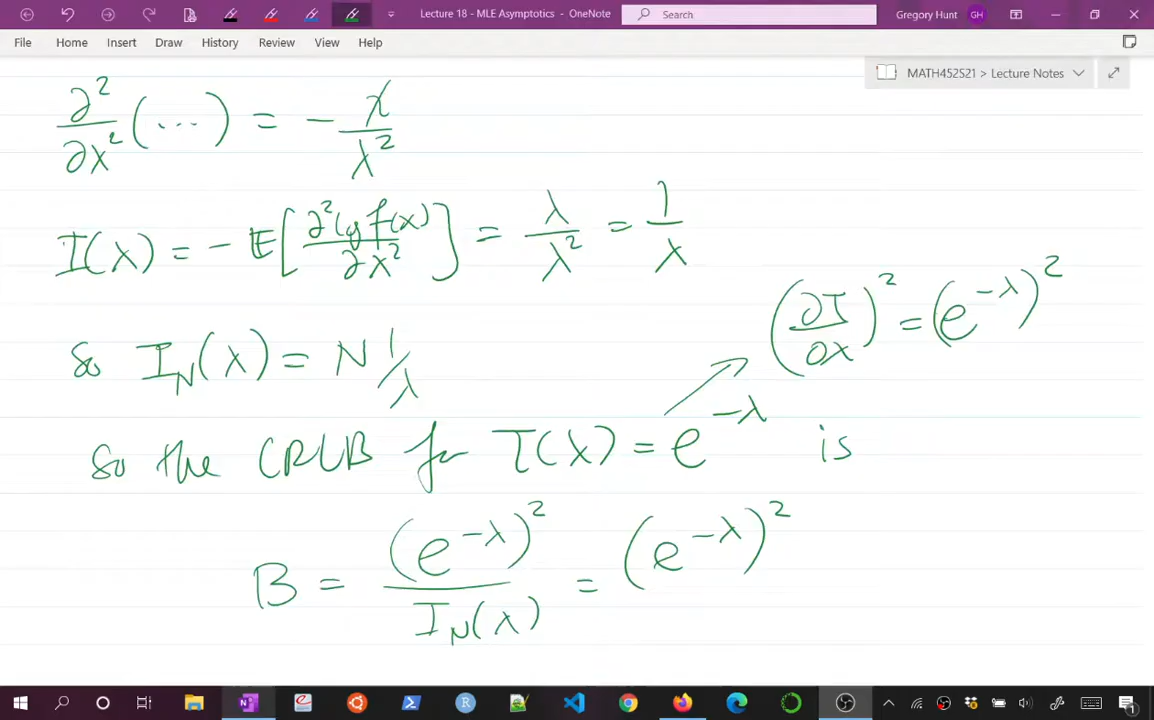 Lecture 18 - MLE Asymptotics - OneNote
Search
Gregory Hunt
GH
File Home Insert Draw History Review View Help
MATH452S21 > Lecture Notes
∂²/∂λ² (...) = - x/λ²
I(λ) = - E[∂² log f(x)/∂λ²] = λ/λ² = 1/λ
(∂τ/∂λ)² = (e^-λ)²
so I_N(λ) = N 1/λ
so the CRLB for τ(λ) = e^-λ is
B = (e^-λ)²/I_N(λ) = (e^-λ)²